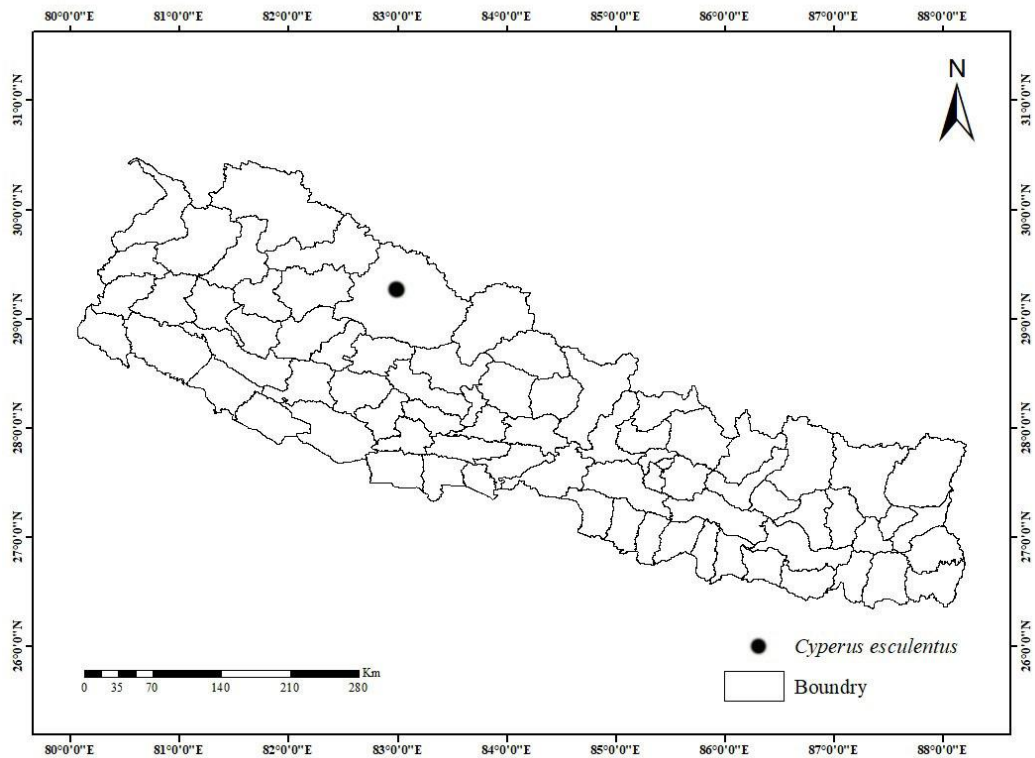 80°0'0"E 81°0'0"E 82°0'0"E 83°0'0"E 84°0'0"E 85°0'0"E 86°0'0"E 87°0'0"E 88°0'0"E
N
31°0'0"N 31°0'0"N
30°0'0"N 30°0'0"N
29°0'0"N 29°0'0"N
28°0'0"N 28°0'0"N
27°0'0"N 27°0'0"N
26°0'0"N 26°0'0"N
Cyperus esculentus
Boundry
Km
0 35 70 140 210 280
80°0'0"E 81°0'0"E 82°0'0"E 83°0'0"E 84°0'0"E 85°0'0"E 86°0'0"E 87°0'0"E 88°0'0"E